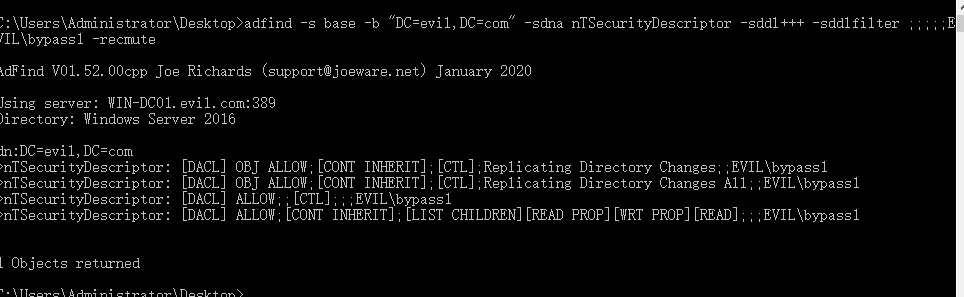 C:\Users\Administrator\Desktop>adfind -s base -b "DC=evil,DC=com" -sdna nTSecurityDescriptor -sddl+++ -sddlfilter ;;;;;E
VIL\bypass1 -recmute
AdFind V01.52.00cpp Joe Richards (support@joeware.net) January 2020
Using server: WIN-DC01.evil.com:389
Directory: Windows Server 2016
dn:DC=evil,DC=com
>nTSecurityDescriptor: [DACL] OBJ ALLOW;[CONT INHERIT];[CTL];Replicating Directory Changes;;EVIL\bypass1
>nTSecurityDescriptor: [DACL] OBJ ALLOW;[CONT INHERIT];[CTL];Replicating Directory Changes All;;EVIL\bypass1
>nTSecurityDescriptor: [DACL] ALLOW;;[CTL];;;EVIL\bypass1
>nTSecurityDescriptor: [DACL] ALLOW;[CONT INHERIT];[LIST CHILDREN][READ PROP][WRT PROP][READ];;;EVIL\bypass1
1 Objects returned
C:\Users\Administrator\Desktop>